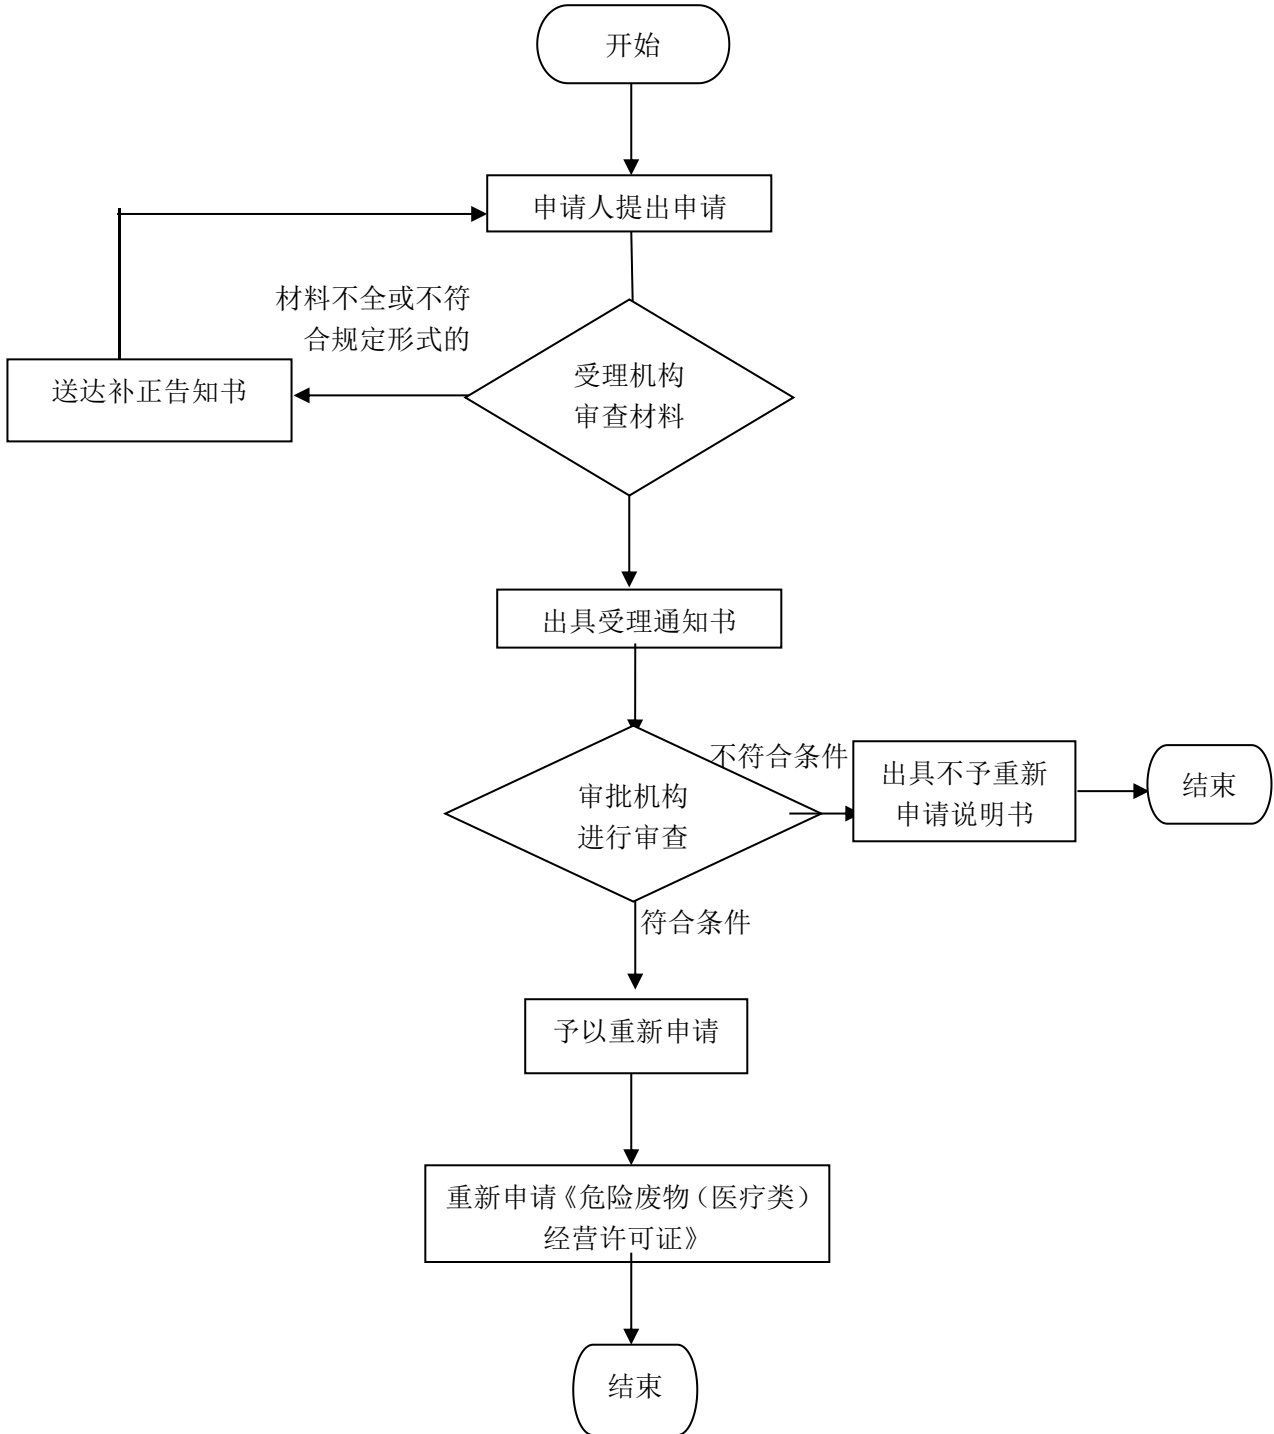 开始
申请人提出申请
材料不全或不符
合规定形式的
送达补正告知书
受理机构
审查材料
出具受理通知书
不符合条件
出具不予重新
申请说明书
结束
审批机构
进行审查
符合条件
予以重新申请
重新申请《危险废物（医疗类）
经营许可证》
结束